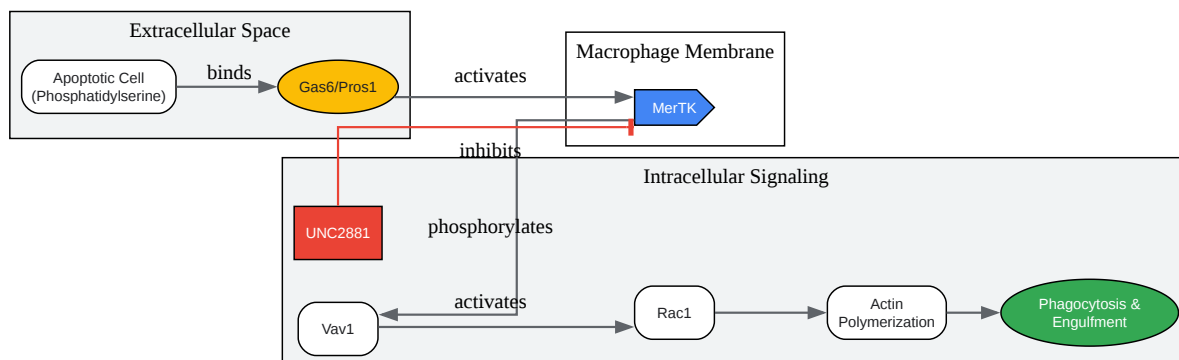 Extracellular Space
Apoptotic Cell
(Phosphatidylserine)
binds
Gas6/Pros1
activates
Macrophage Membrane
MerTK
inhibits
Intracellular Signaling
UNC2881
phosphorylates
Vav1
activates
Rac1
Actin
Polymerization
Phagocytosis &
Engulfment